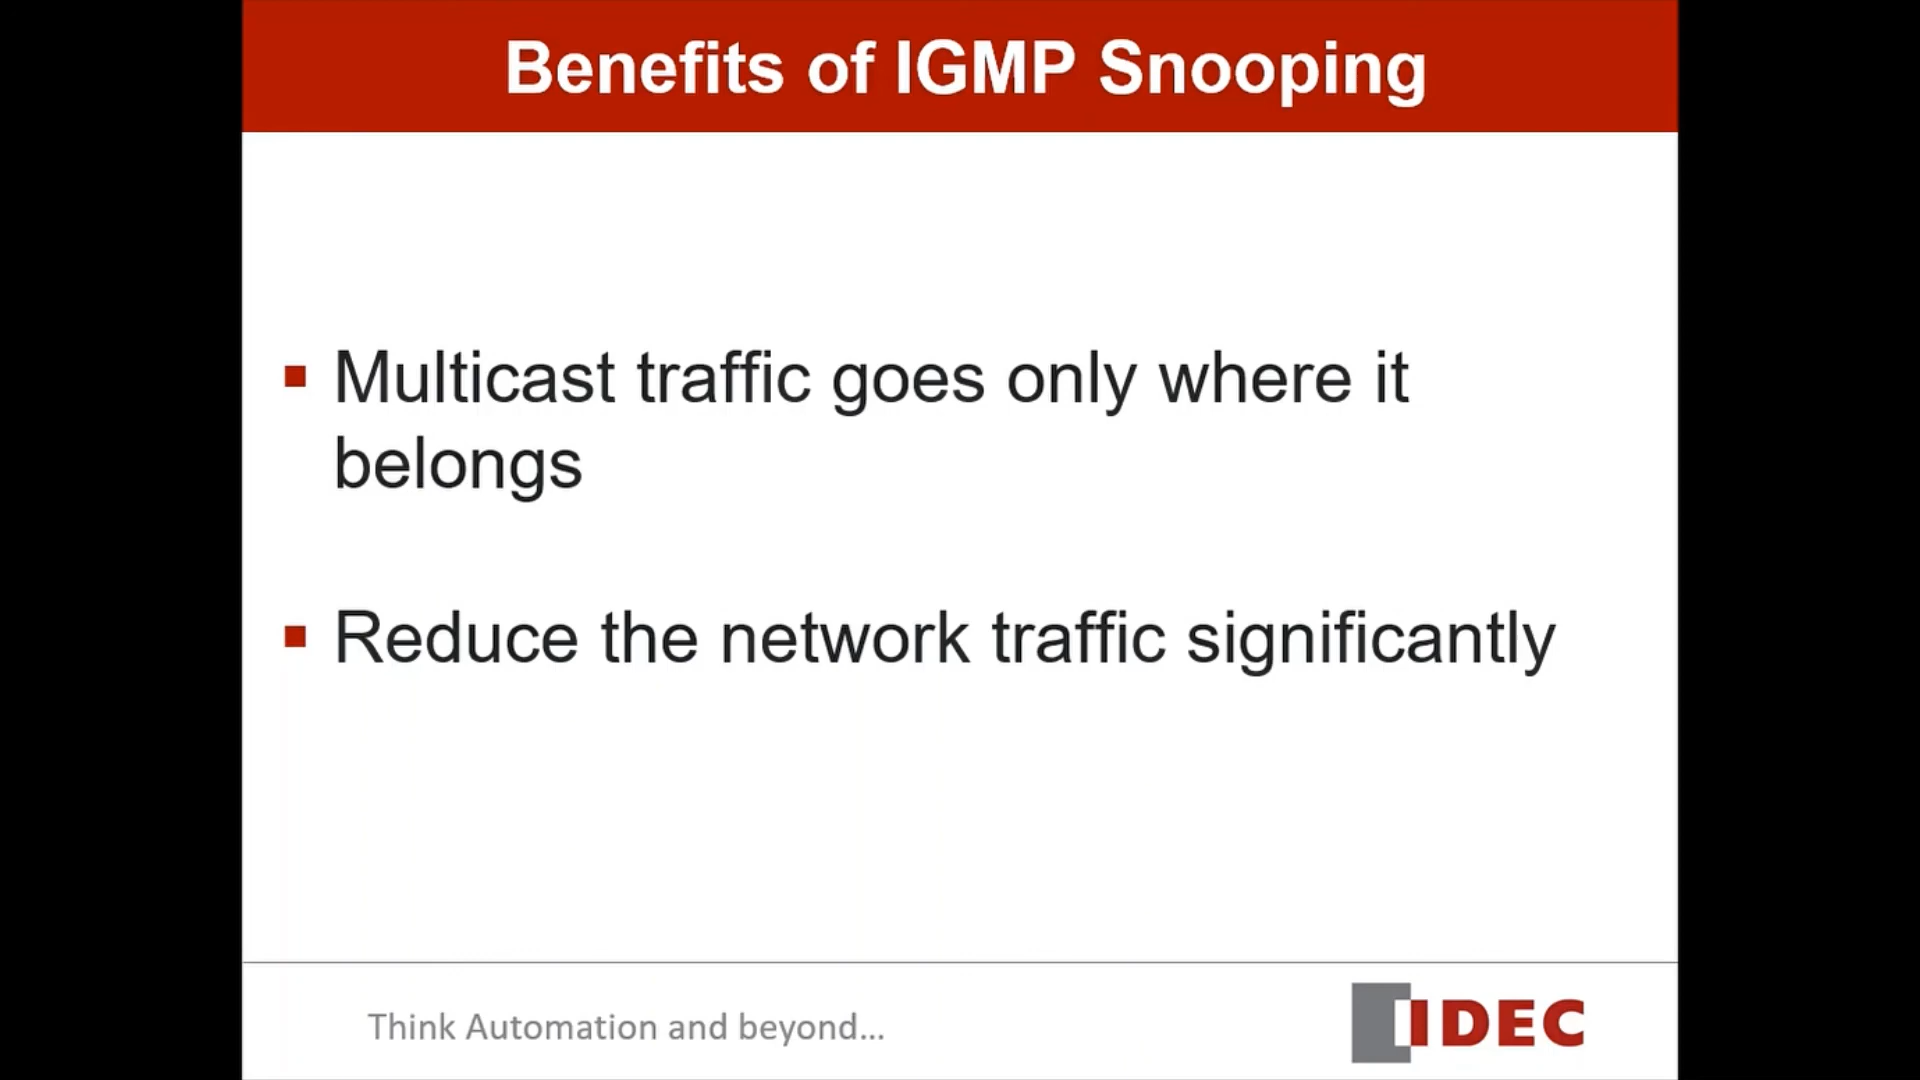 Benefits of IGMP Snooping
Multicast traffic goes only where it
belongs
Reduce the network traffic significantly
Think Automation and beyond...
IDEC